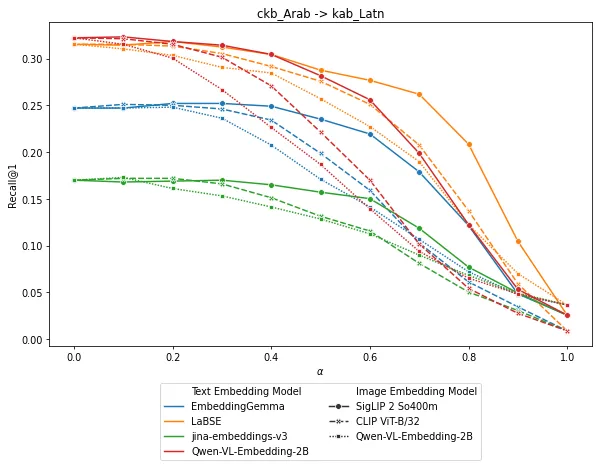 ckb_Arab -> kab_Latn
Recall@1
0.30
0.25
0.20
0.15
0.10
0.05
0.00
0.0 0.2 0.4 0.6 0.8 1.0
α
Text Embedding Model Image Embedding Model
EmbeddingGemma SigLIP 2 So400m
LaBSE CLIP ViT-B/32
jina-embeddings-v3 Qwen-VL-Embedding-2B
Qwen-VL-Embedding-2B